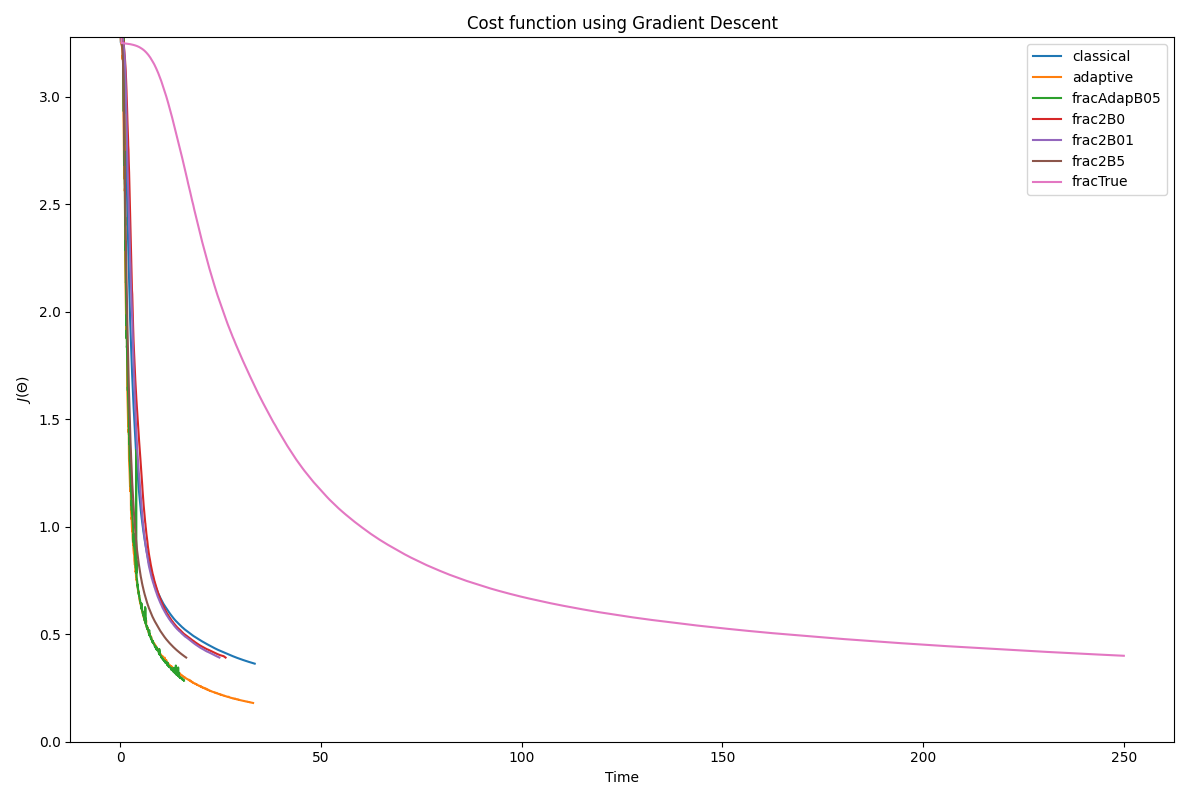 Cost function using Gradient Descent
classical
adaptive
fracAdapB05
frac2B0
frac2B01
frac2B5
fracTrue
3.0
2.5
2.0
1.5
1.0
0.5
0.0
J(Θ)
0 50 100 150 200 250
Time